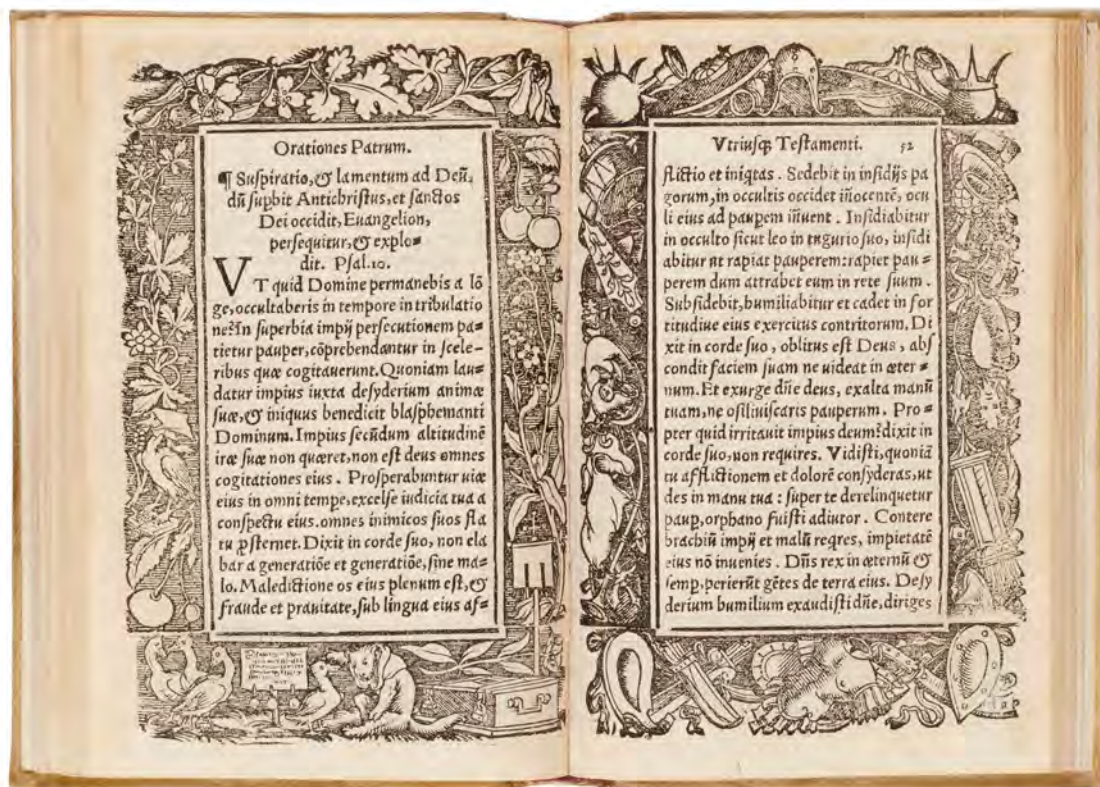 Orationes Patrum.
¶ Suspiratio,& lamentum ad Deū,
dū supbit Antichristus, et sanctos
Dei occidit, Euangelion,
persequitur,& explo=
dit. Psal.10.
VT quid Domine permanebis a lō
ge, occultaberis in tempore in tribulatio
ne? In superbia impij persecutionem pa=
tietur pauper, cōprehendantur in scele-
ribus quæ cogitauerunt. Quoniam lau=
datur impius iuxta desyderium animæ
suæ,& iniquus benedicit blasphemanti
Dominum. Impius secūdum altitudinē
iræ suæ non quæret, non est deus omnes
cogitationes eius. Prosperabuntur uiæ
eius in omni tempe, excelse iudicia tua a
conspectu eius. omnes inimicos suos fla
tu ꝓsternet. Dixit in corde suo, non ela
bar a generatiōe et generatiōe, sine ma=
lo. Maledictione os eius plenum est,&
fraude et prauitate, sub lingua eius af=
Vtriusqꝫ Testamenti. 52
flictio et iniqtas. Sedebit in insidijs pa
gorum, in occultis occidet iñocentē, ocu
li eius ad paupem iñuent. Insidiabitur
in occulto sicut leo in tugurio suo, insidi
abitur ut rapiat pauperem: rapiet pau=
perem dum attrahet eum in rete suum.
Subsidebit, humiliabitur et cadet in for
titudiue eius exercitus contritorum. Di
xit in corde suo, oblitus est Deus, abs
condit faciem suam ne uideat in æter=
num. Et exurge dñe deus, exalta manū
tuam, ne osiliuiscaris pauperum. Pro=
pter quid irritauit impius deum? dixit in
corde suo, non requires. Vidisti, quoniā
tu afflictionem et dolorē consyderas, ut
des in manu tua: super te derelinquetur
paup, orphano fuisti adiutor. Contere
brachiū impij et malū reqres, impietatē
eius nō inuenies. Dñs rex in æternū &
semp. perierūt gētes de terra eius. Desy
derium humilium exaudisti dñe, diriges